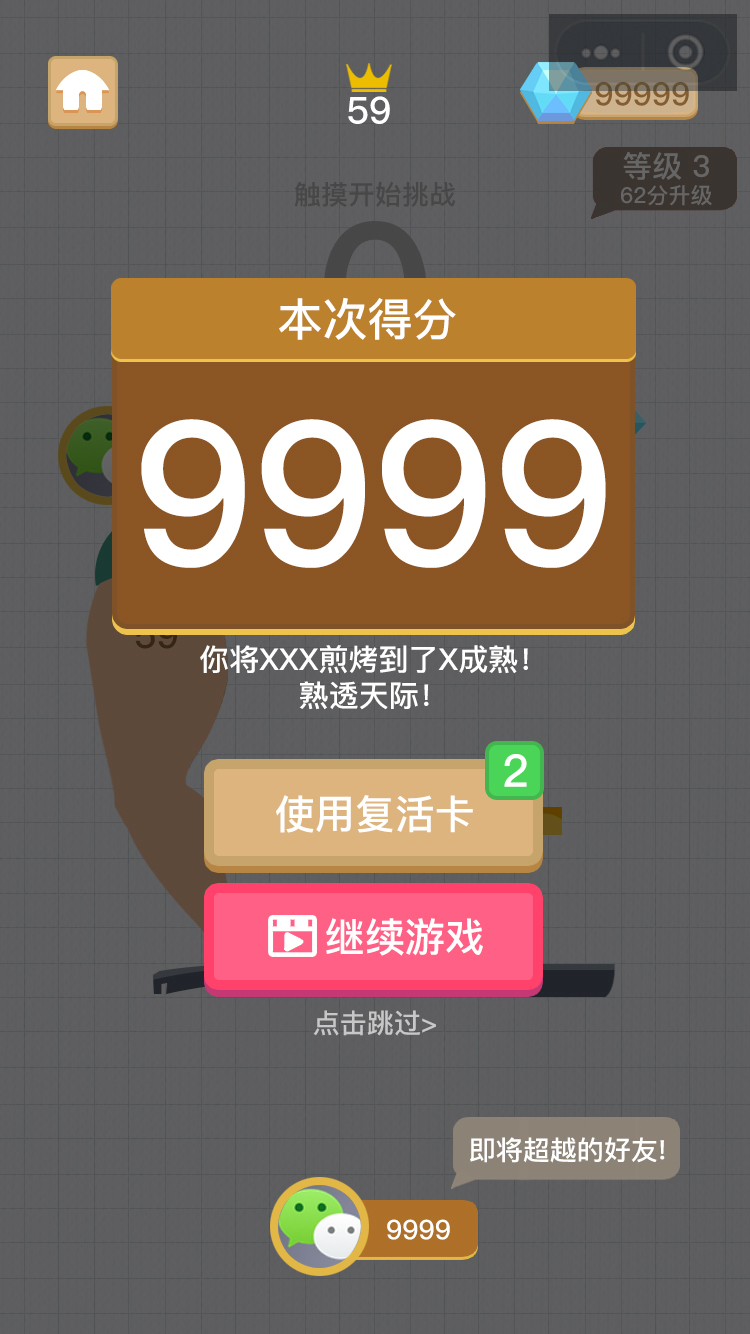 59
99999
等级 3
62分升级
触摸开始挑战
0
本次得分
9999
59
你将XXX煎烤到了X成熟！
熟透天际！
2
使用复活卡
继续游戏
点击跳过>
即将超越的好友!
9999